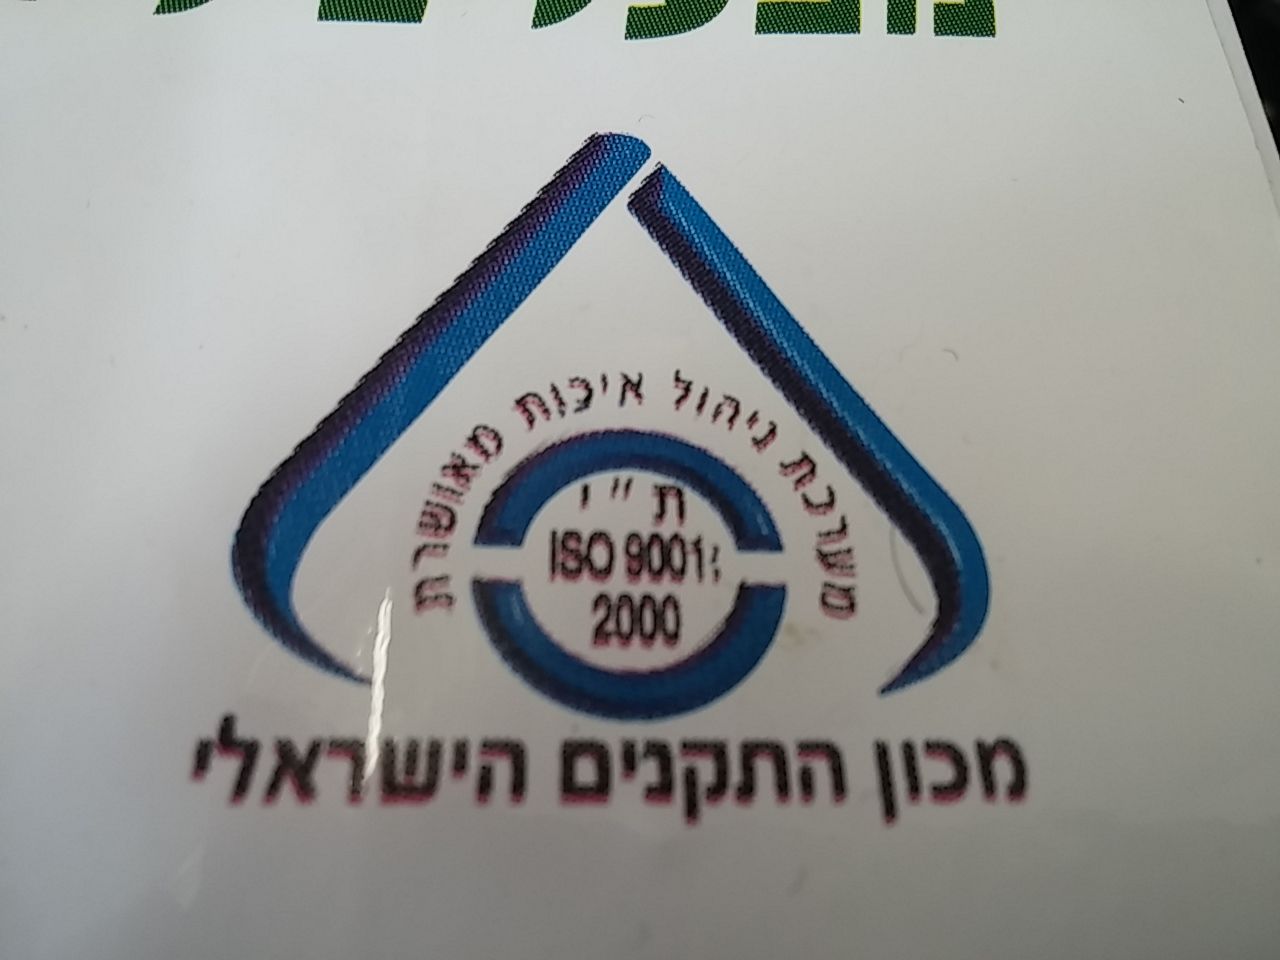 מערכת ניהול איכות מאושרת
ת"י
ISO 9001:
2000
מכון התקנים הישראלי